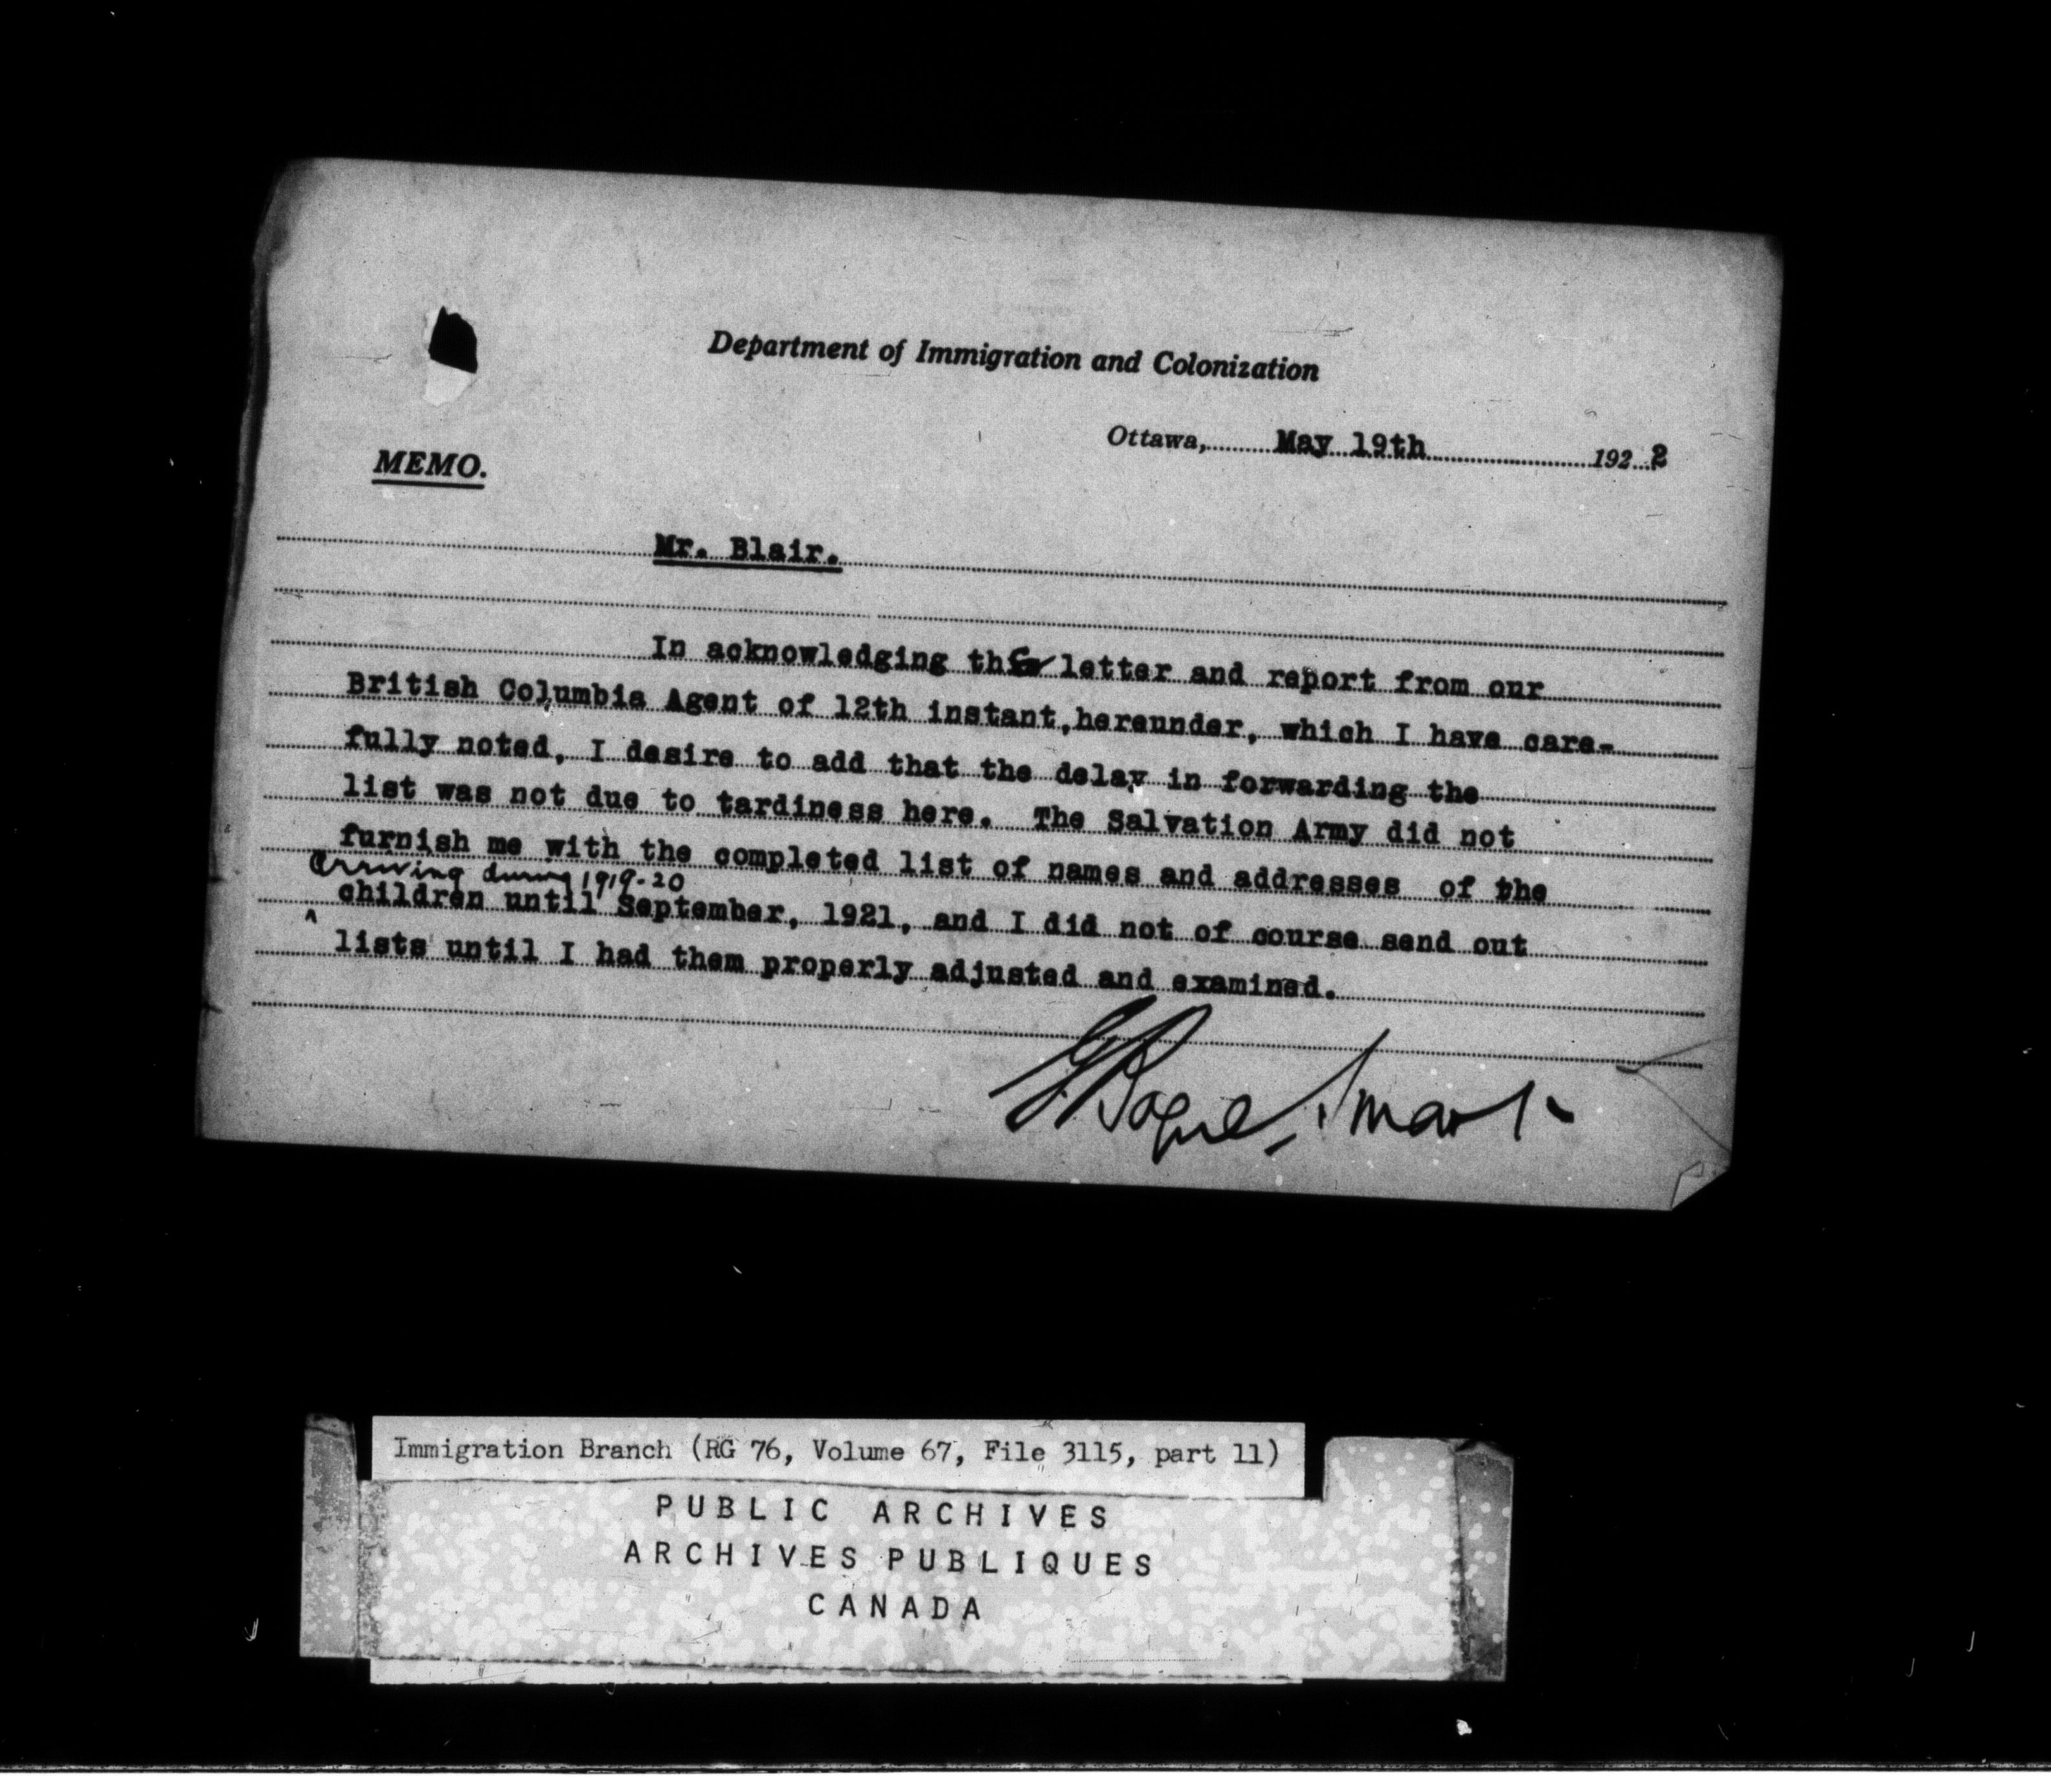 Department of Immigration and Colonization
Ottawa, May 19th 1922
MEMO.
Mr. Blair.
In acknowledging the letter and report from our
British Columbia Agent of 12th instant, hereunder, which I have care-
fully noted, I desire to add that the delay in forwarding the
list was not due to tardiness here. The Salvation Army did not
furnish me with the completed list of names and addresses of the
arriving during 1919-20
children until September, 1921, and I did not of course send out
^
lists until I had them properly adjusted and examined.
G Bogue Smart
Immigration Branch (RG 76, Volume 67, File 3115, part 11)
PUBLIC ARCHIVES
ARCHIVES PUBLIQUES
CANADA